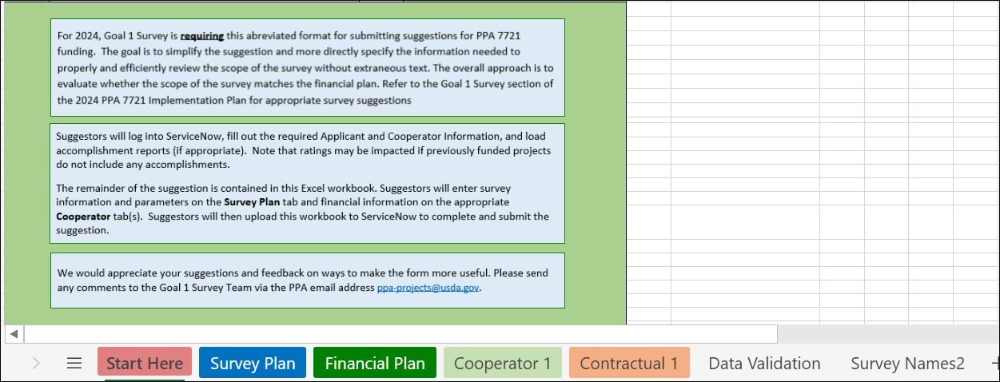 For 2024, Goal 1 Survey is requiring this abreviated format for submitting suggestions for PPA 7721
funding.  The goal is to simplify the suggestion and more directly specify the information needed to
properly and efficiently review the scope of the survey without extraneous text. The overall approach is to
evaluate whether the scope of the survey matches the financial plan. Refer to the Goal 1 Survey section of
the 2024 PPA 7721 Implementation Plan for appropriate survey suggestions
Suggestors will log into ServiceNow, fill out the required Applicant and Cooperator Information, and load
accomplishment reports (if appropriate).  Note that ratings may be impacted if previously funded projects
do not include any accomplishments.
The remainder of the suggestion is contained in this Excel workbook. Suggestors will enter survey
information and parameters on the Survey Plan tab and financial information on the appropriate
Cooperator tab(s).  Suggestors will then upload this workbook to ServiceNow to complete and submit the
suggestion.
We would appreciate your suggestions and feedback on ways to make the form more useful. Please send
any comments to the Goal 1 Survey Team via the PPA email address ppa-projects@usda.gov.
Start Here Survey Plan Financial Plan Cooperator 1 Contractual 1 Data Validation Survey Names2